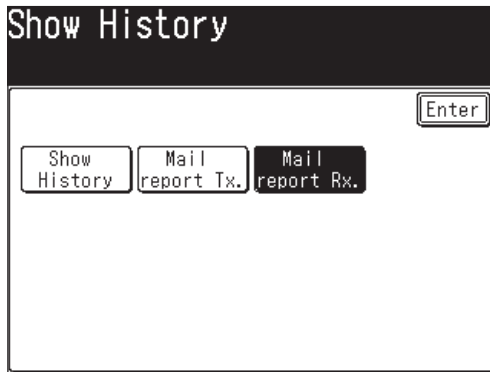 Show History
Enter
Show
History
Mail
report Tx.
Mail
report Rx.